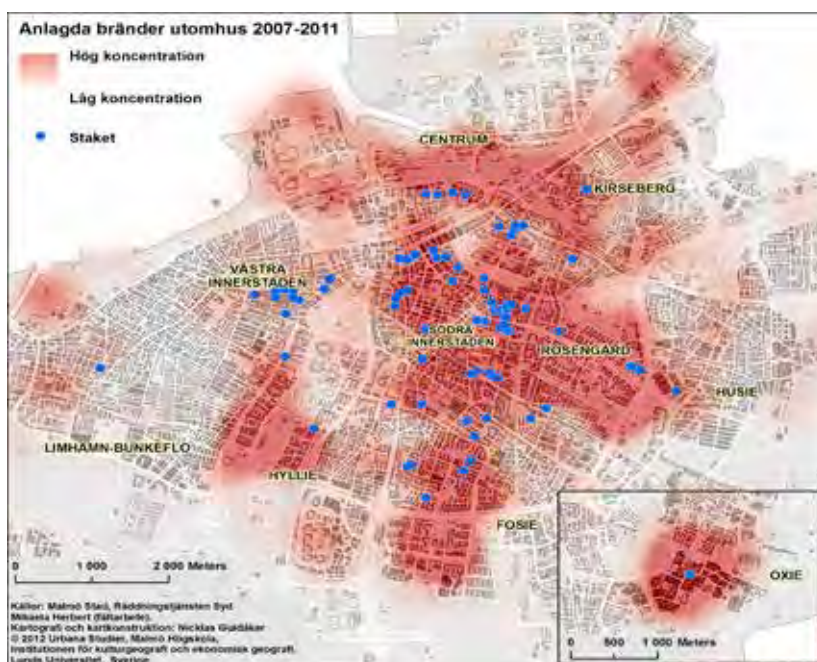 Anlagda bränder utomhus 2007-2011
Hög koncentration
Låg koncentration
Staket
CENTRUM
KIRSEBERG
VÄSTRA
INNERSTADEN
SÖDRA
INNERSTADEN
ROSENGÅRD
HUSIE
LIMHAMN-BUNKEFLO
HYLLIE
FOSIE
OXIE
0 1 000 2 000 Meters
0 500 1 000 Meters
Källor: Malmö Stad, Räddningstjänsten Syd
Mikaela Herbert (fältarbete).
Kartografi och kartkonstruktion: Nicklas Guldåker
© 2012 Urbana Studier, Malmö Högskola,
Institutionen för kulturgeografi och ekonomisk geografi,
Lunds Universitet, Sverige